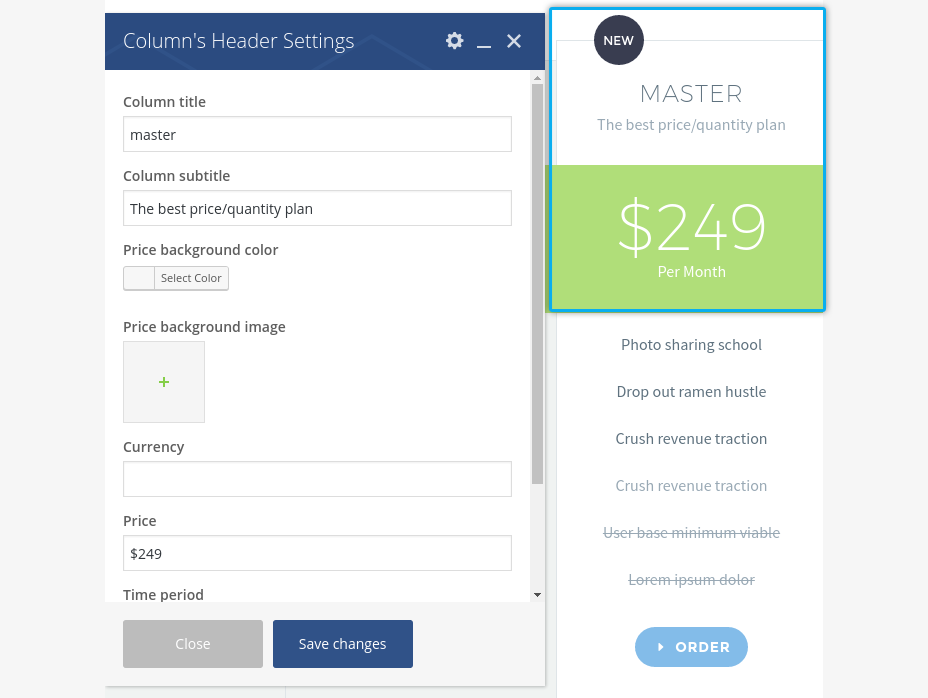 Column's Header Settings
Column title
master
Column subtitle
The best price/quantity plan
Price background color
Select Color
Price background image
+
Currency
Price
$249
Time period
Close
Save changes
NEW
MASTER
The best price/quantity plan
$249
Per Month
Photo sharing school
Drop out ramen hustle
Crush revenue traction
Crush revenue traction
User base minimum viable
Lorem ipsum dolor
ORDER